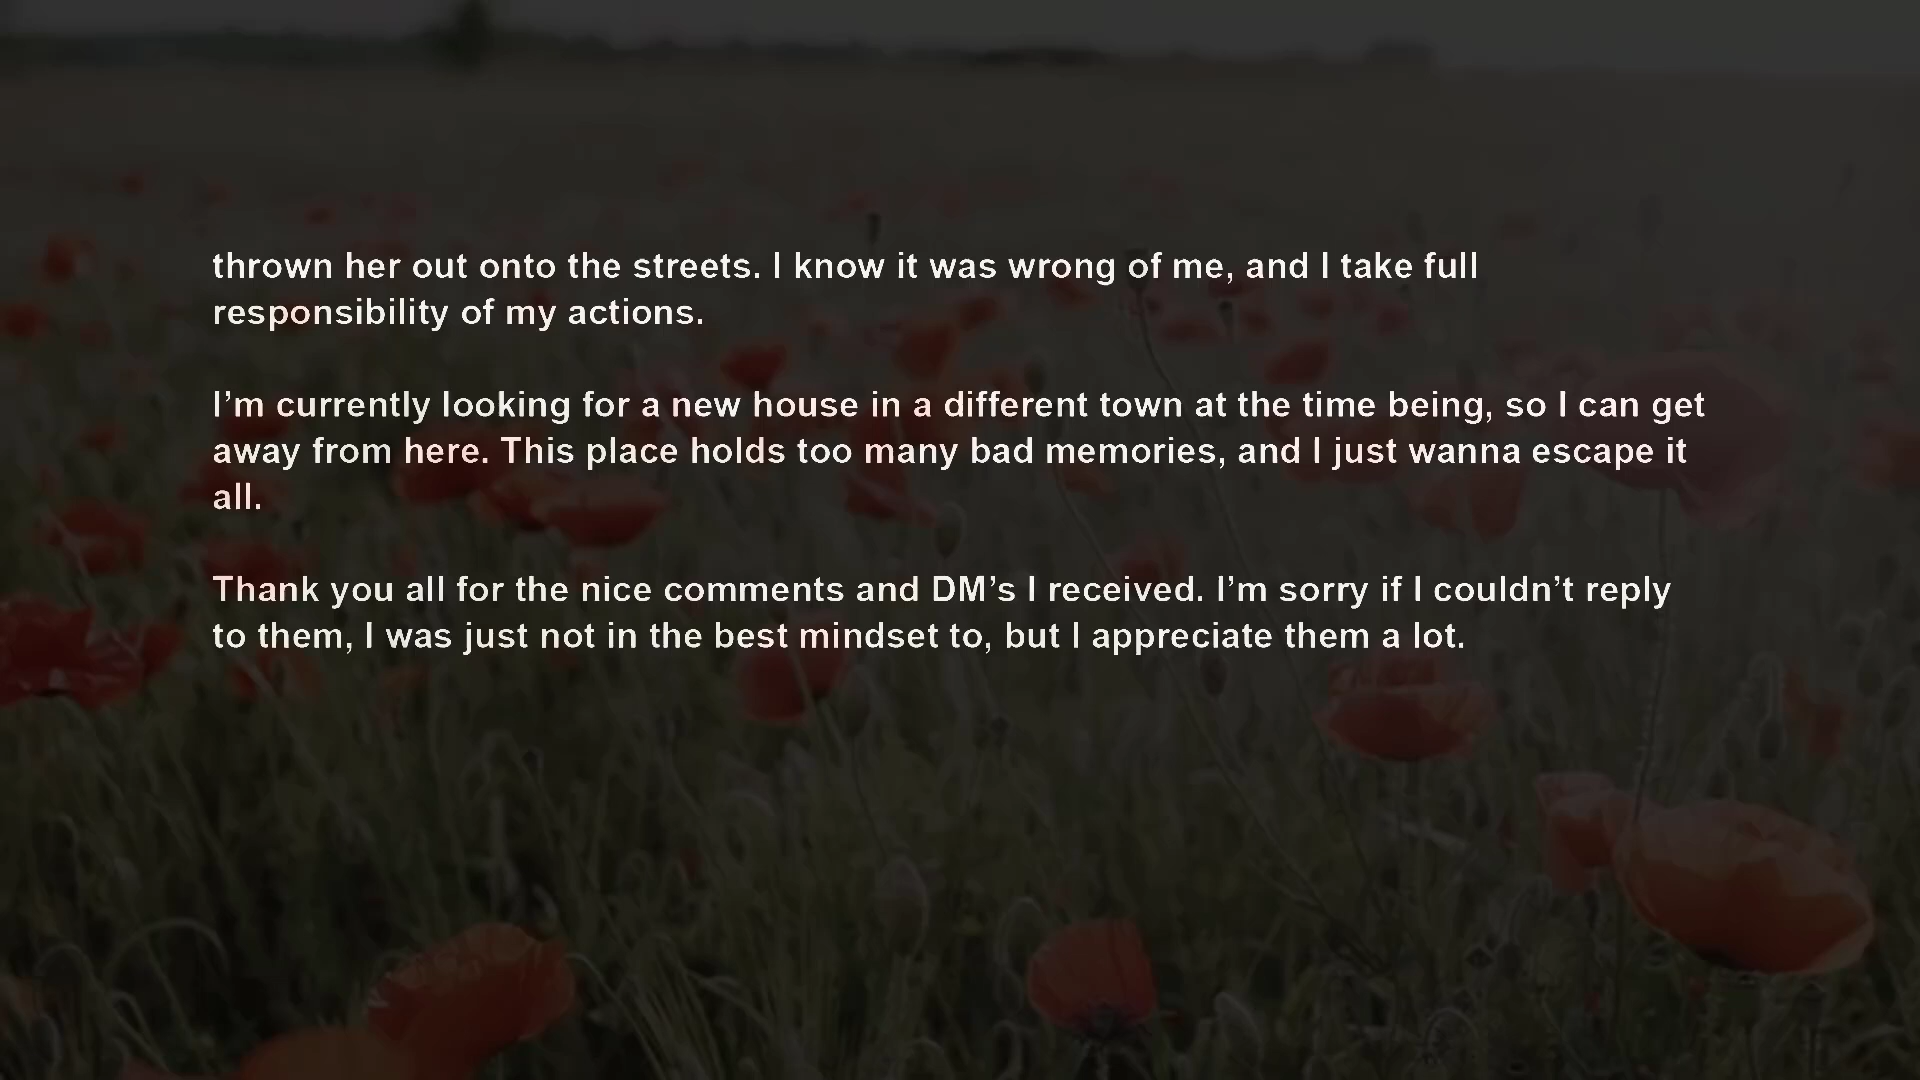 thrown her out onto the streets. I know it was wrong of me, and I take full
responsibility of my actions.
I’m currently looking for a new house in a different town at the time being, so I can get
away from here. This place holds too many bad memories, and I just wanna escape it
all.
Thank you all for the nice comments and DM’s I received. I’m sorry if I couldn’t reply
to them, I was just not in the best mindset to, but I appreciate them a lot.